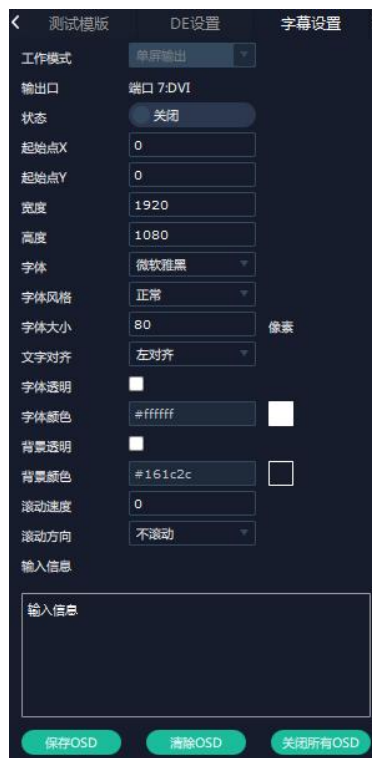 测试模版 DE设置 字幕设置
工作模式 单屏输出
输出口 端口 7:DVI
状态 关闭
起始点X 0
起始点Y 0
宽度 1920
高度 1080
字体 微软雅黑
字体风格 正常
字体大小 80 像素
文字对齐 左对齐
字体透明
字体颜色 #ffffff
背景透明
背景颜色 #161c2c
滚动速度 0
滚动方向 不滚动
输入信息
输入信息
保存OSD 清除OSD 关闭所有OSD